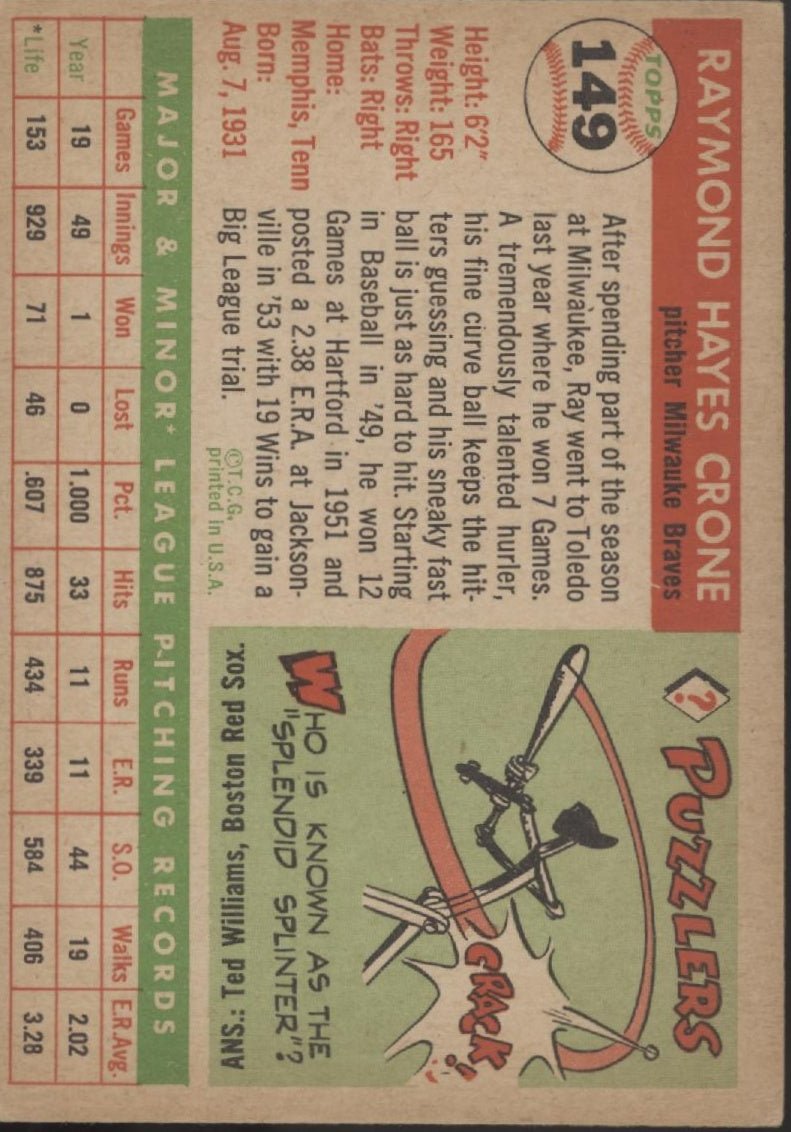 RAYMOND HAYES CRONE
pitcher Milwauke Braves
TOPPS
149
Height: 6'2"
Weight: 165
Throws: Right
Bats: Right
Home:
Memphis, Tenn
Born:
Aug. 7, 1931
After spending part of the season
at Milwaukee, Ray went to Toledo
last year where he won 7 Games.
A tremendously talented hurler,
his fine curve ball keeps the hit-
ters guessing and his sneaky fast
ball is just as hard to hit. Starting
in Baseball in '49, he won 12
Games at Hartford in 1951 and
posted a 2.38 E.R.A. at Jackson-
ville in '53 with 19 Wins to gain a
Big League trial.
©T.C.G.
printed in U.S.A.
? PUZZLERS
CRACK!!
WHO IS KNOWN AS THE
"SPLENDID SPLINTER"?
ANS: Ted Williams, Boston Red Sox.
MAJOR & MINOR* LEAGUE PITCHING RECORDS
Games Innings Won Lost Pct. Hits Runs E.R. S.O. Walks E.R.Avg.
Year 19 49 1 0 1.000 33 11 11 44 19 2.02
*Life 153 929 71 46 .607 875 434 339 584 406 3.28